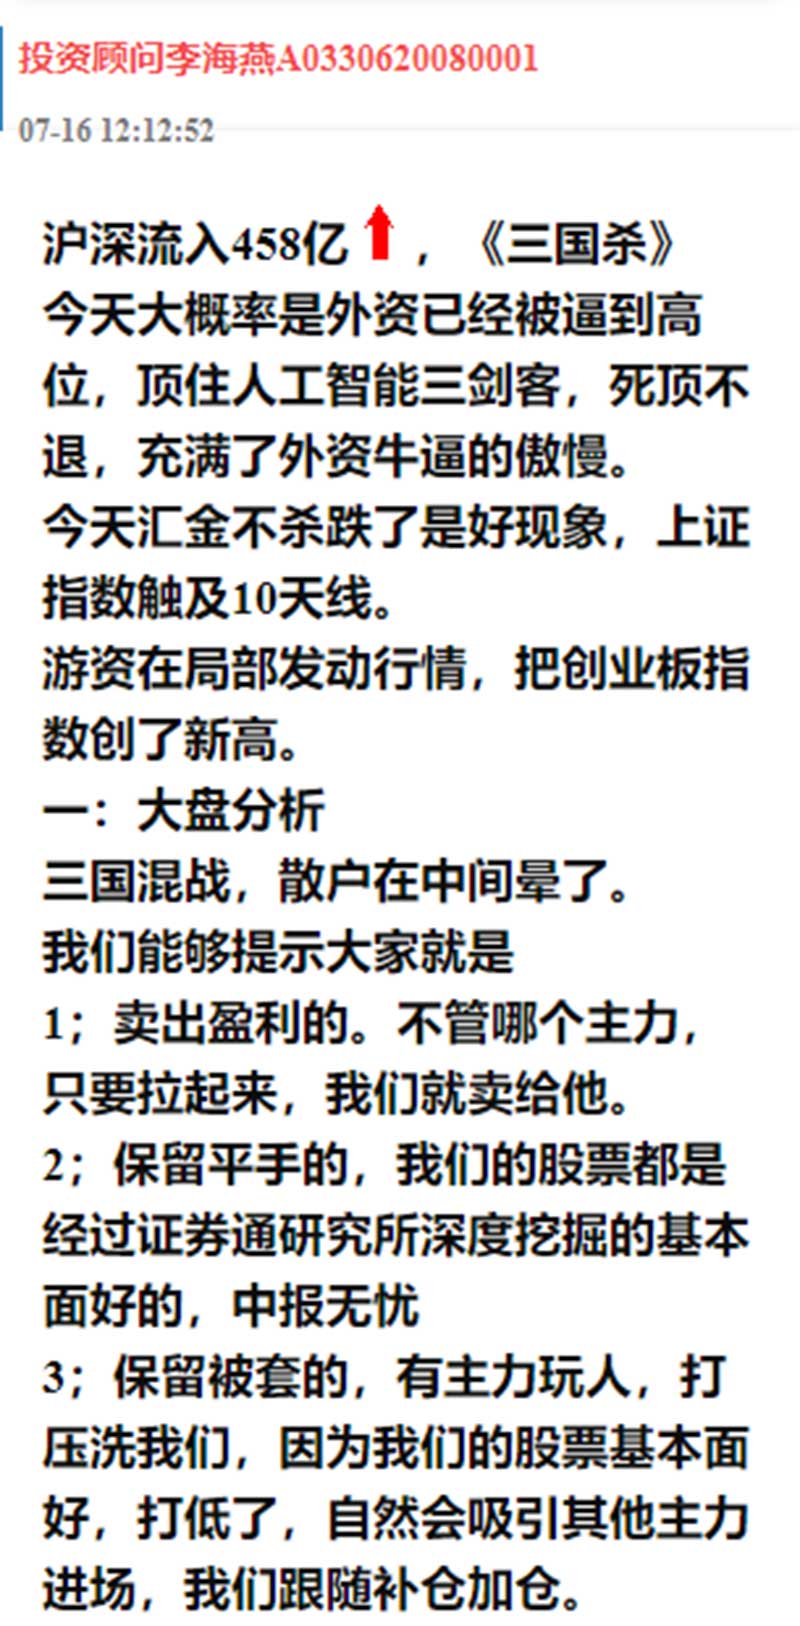 投资顾问李海燕A0330620080001
07-16 12:12:52
沪深流入458亿，《三国杀》
今天大概率是外资已经被逼到高
位，顶住人工智能三剑客，死顶不
退，充满了外资牛逼的傲慢。
今天汇金不杀跌了是好现象，上证
指数触及10天线。
游资在局部发动行情，把创业板指
数创了新高。
一：大盘分析
三国混战，散户在中间晕了。
我们能够提示大家就是
1；卖出盈利的。不管哪个主力，
只要拉起来，我们就卖给他。
2；保留平手的，我们的股票都是
经过证券通研究所深度挖掘的基本
面好的，中报无忧
3；保留被套的，有主力玩人，打
压洗我们，因为我们的股票基本面
好，打低了，自然会吸引其他主力
进场，我们跟随补仓加仓。